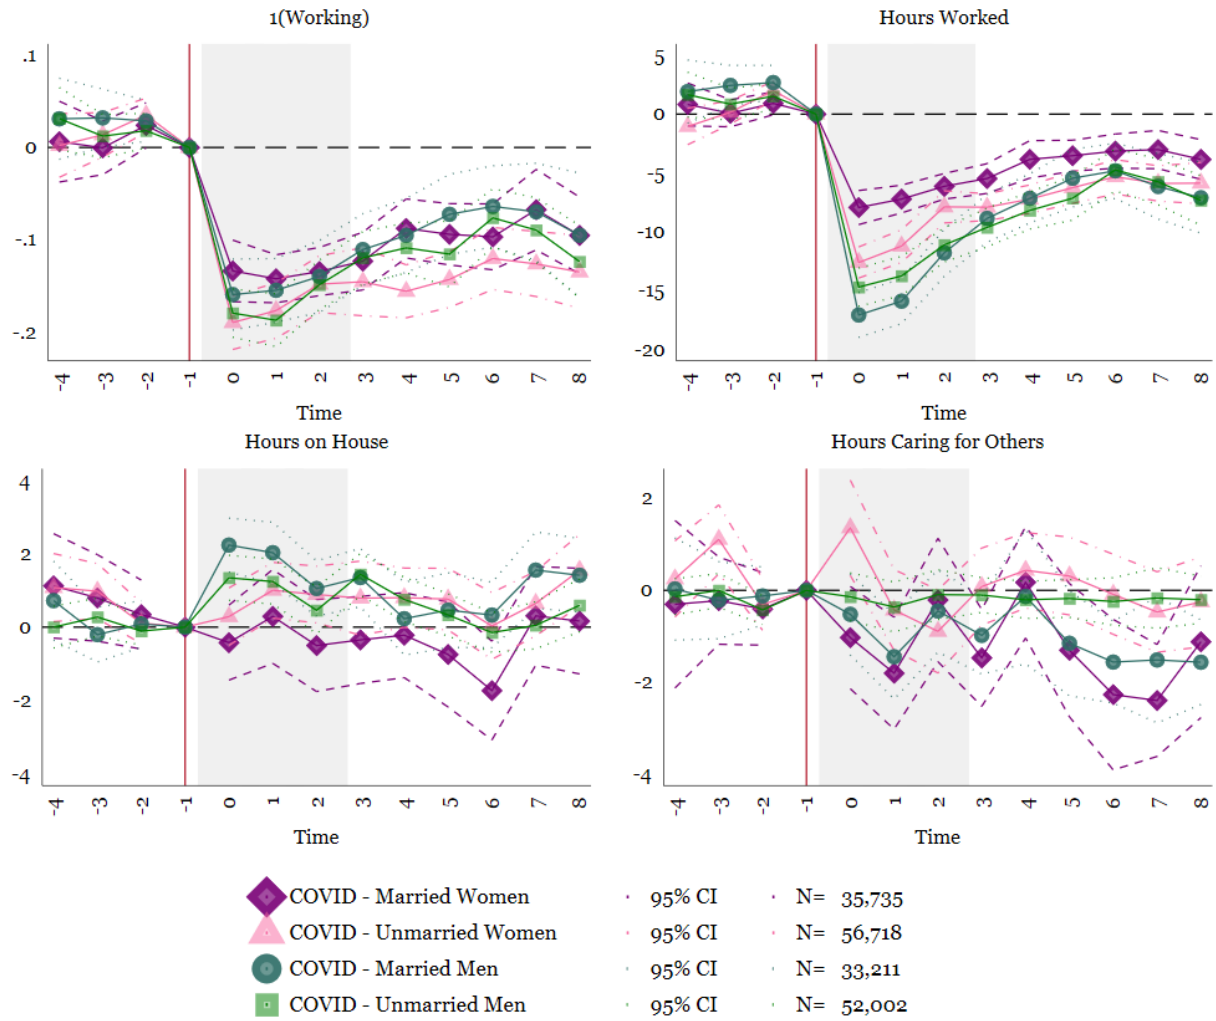 1(Working)
Hours Worked
.1
0
-.1
-.2
-4 -3 -2 -1 0 1 2 3 4 5 6 7 8
Time
5
0
-5
-10
-15
-20
-4 -3 -2 -1 0 1 2 3 4 5 6 7 8
Time
Hours on House
Hours Caring for Others
4
2
0
-2
-4
-4 -3 -2 -1 0 1 2 3 4 5 6 7 8
Time
2
0
-2
-4
-4 -3 -2 -1 0 1 2 3 4 5 6 7 8
Time
COVID - Married Women 95% CI N= 35,735
COVID - Unmarried Women 95% CI N= 56,718
COVID - Married Men 95% CI N= 33,211
COVID - Unmarried Men 95% CI N= 52,002